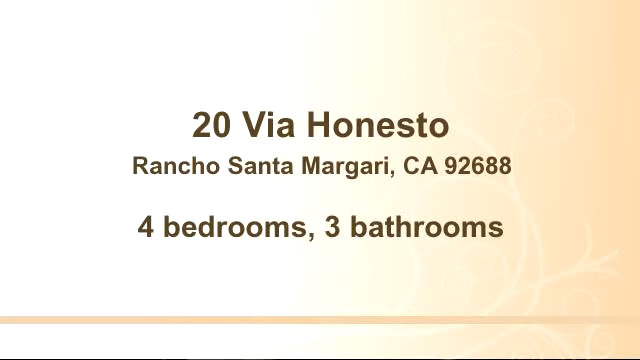 20 Via Honesto
Rancho Santa Margari, CA 92688
4 bedrooms, 3 bathrooms